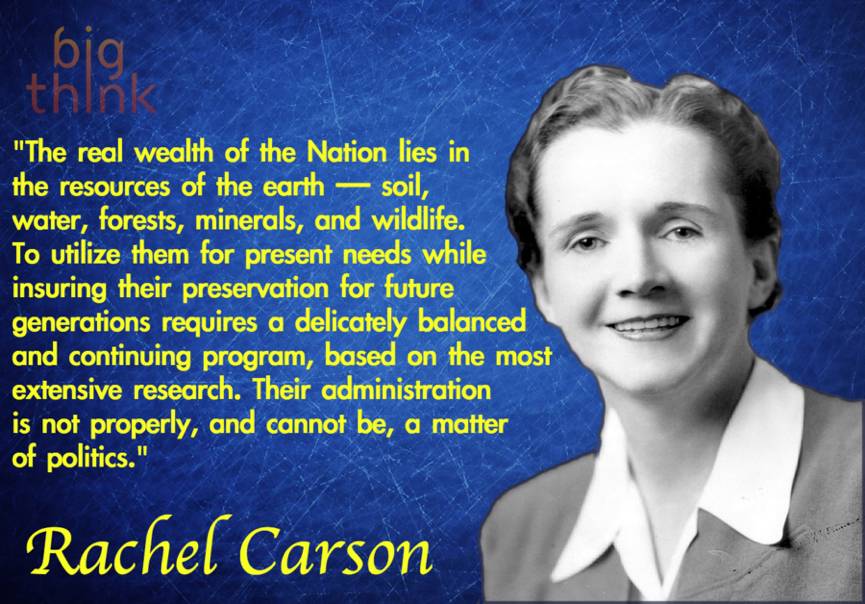 big
think
"The real wealth of the Nation lies in
the resources of the earth — soil,
water, forests, minerals, and wildlife.
To utilize them for present needs while
insuring their preservation for future
generations requires a delicately balanced
and continuing program, based on the most
extensive research. Their administration
is not properly, and cannot be, a matter
of politics."
Rachel Carson